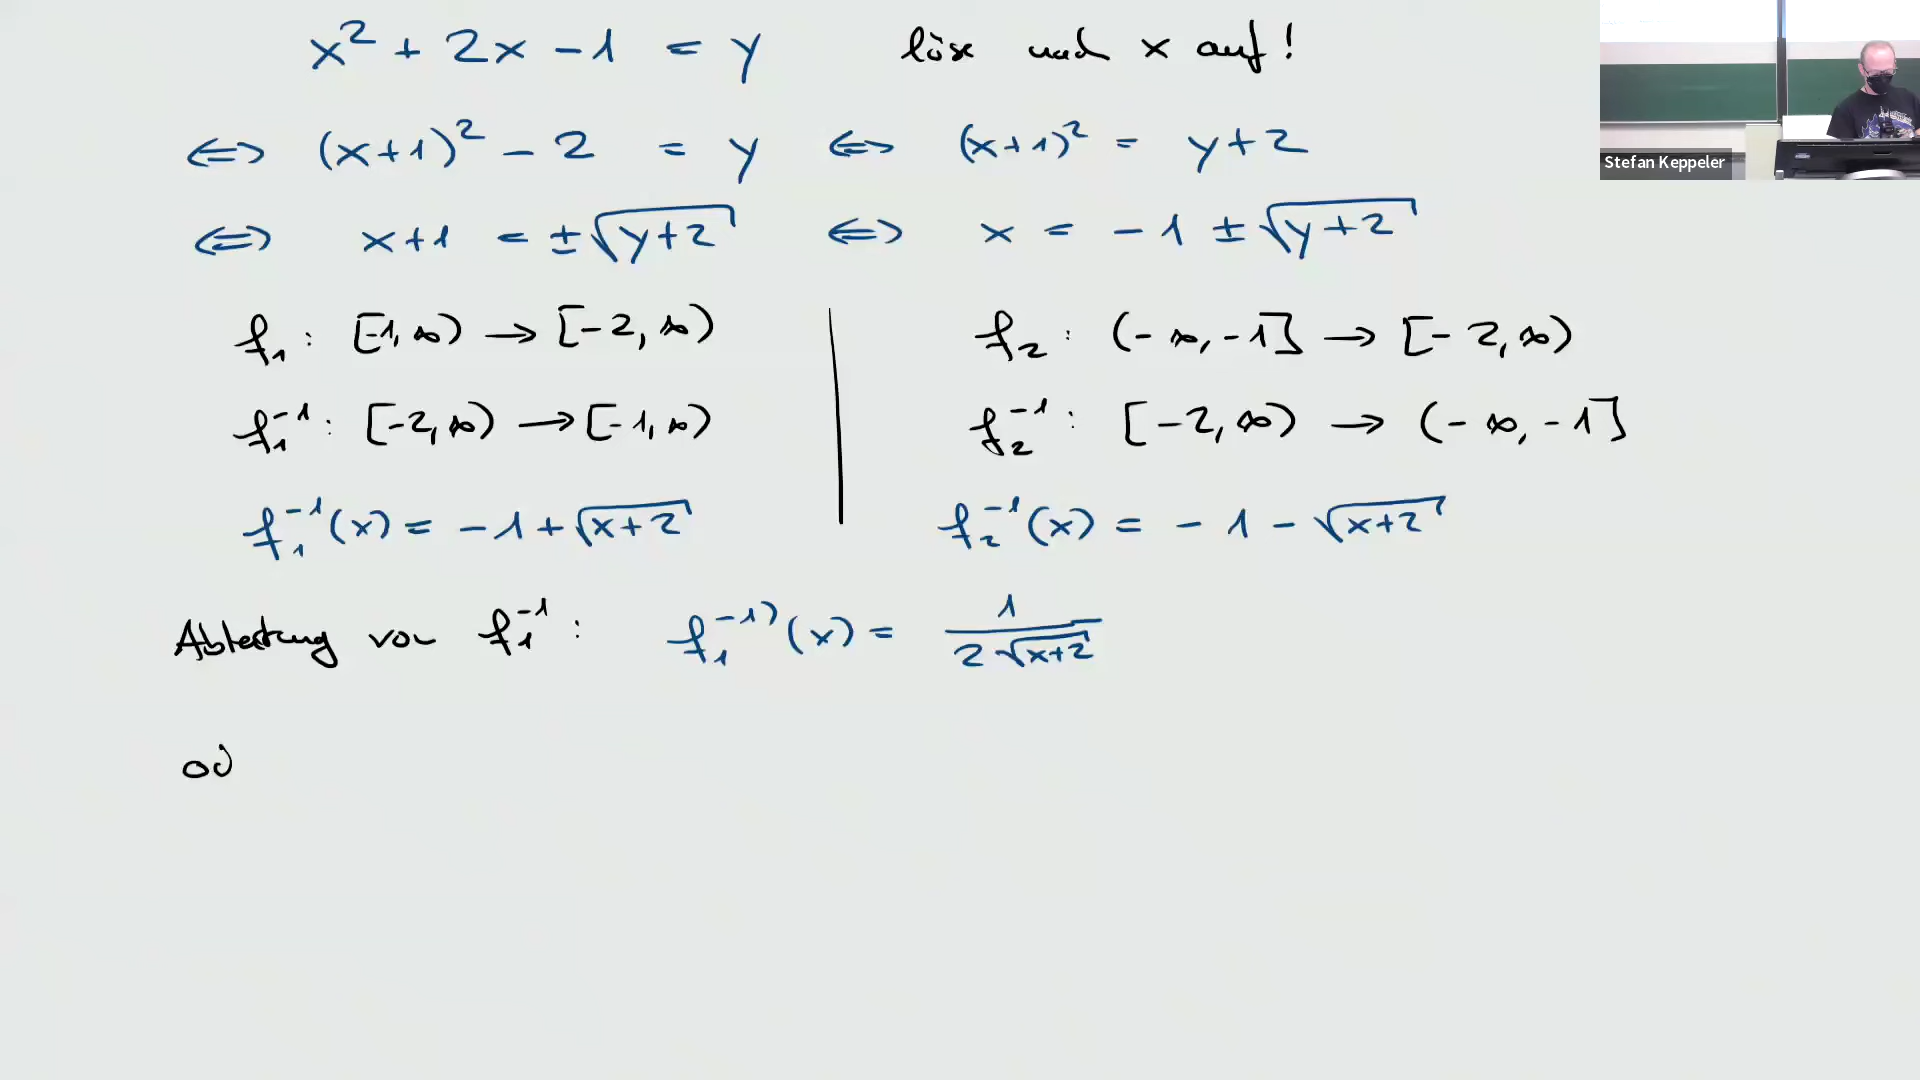 x² + 2x - 1 = y löse nach x auf!
⇔ (x+1)² - 2 = y ⇔ (x+1)² = y+2
⇔ x+1 = ±√(y+2) ⇔ x = -1 ± √(y+2)
f₁ : [-1, ∞) → [-2, ∞)
f₂ : (-∞, -1] → [-2, ∞)
f₁⁻¹ : [-2, ∞) → [-1, ∞)
f₂⁻¹ : [-2, ∞) → (-∞, -1]
f₁⁻¹(x) = -1 + √(x+2)
f₂⁻¹(x) = -1 - √(x+2)
Ableitung von f₁⁻¹ : f₁⁻¹'(x) = 1/(2√(x+2))
od
Stefan Keppeler